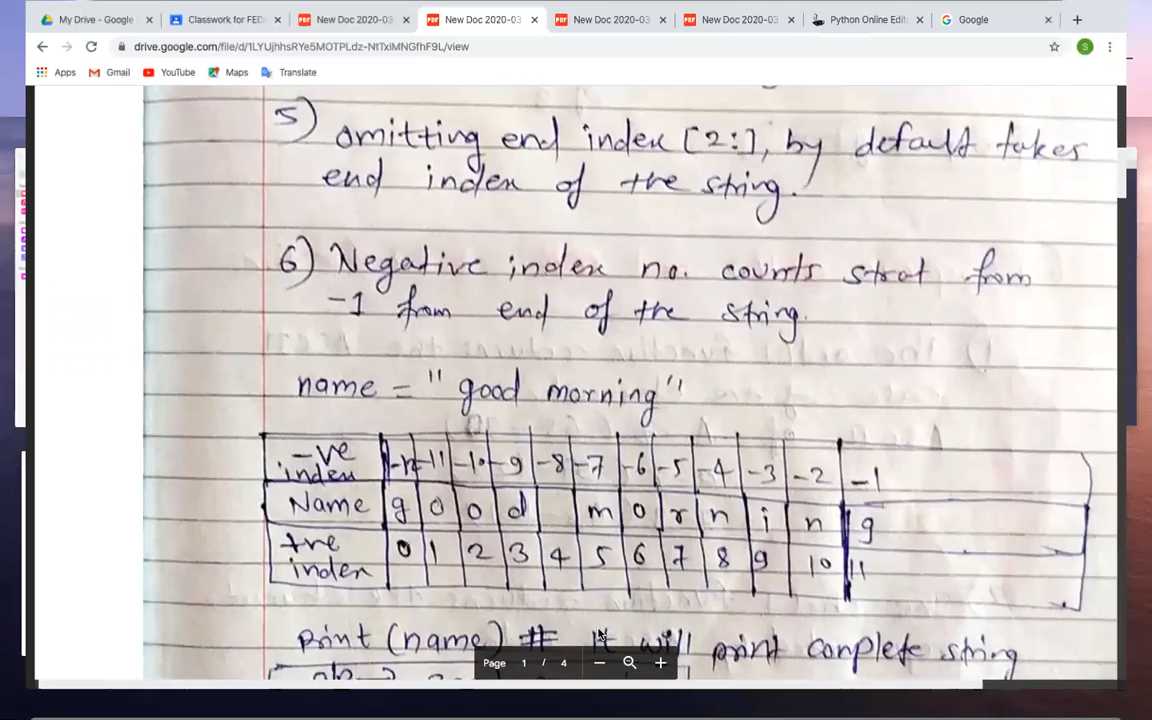 My Drive - Google
Classwork for FED
New Doc 2020-03
New Doc 2020-03
New Doc 2020-03
New Doc 2020-03
Python Online Edit
Google
drive.google.com/file/d/1LYUjhhsRYe5MOTPLdz-NtTxiMNGfhF9L/view
S
Apps Gmail YouTube Maps Translate
5) omitting end index [2:], by default takes
end index of the string.
6) Negative index no. counts strat from
-1 from end of the string.
name = "good morning"
-ve index -12 -11 -10 -9 -8 -7 -6 -5 -4 -3 -2 -1
Name g o o d m o r n i n g
+ve index 0 1 2 3 4 5 6 7 8 9 10 11
print (name) # It will print complete string
Page 1 / 4